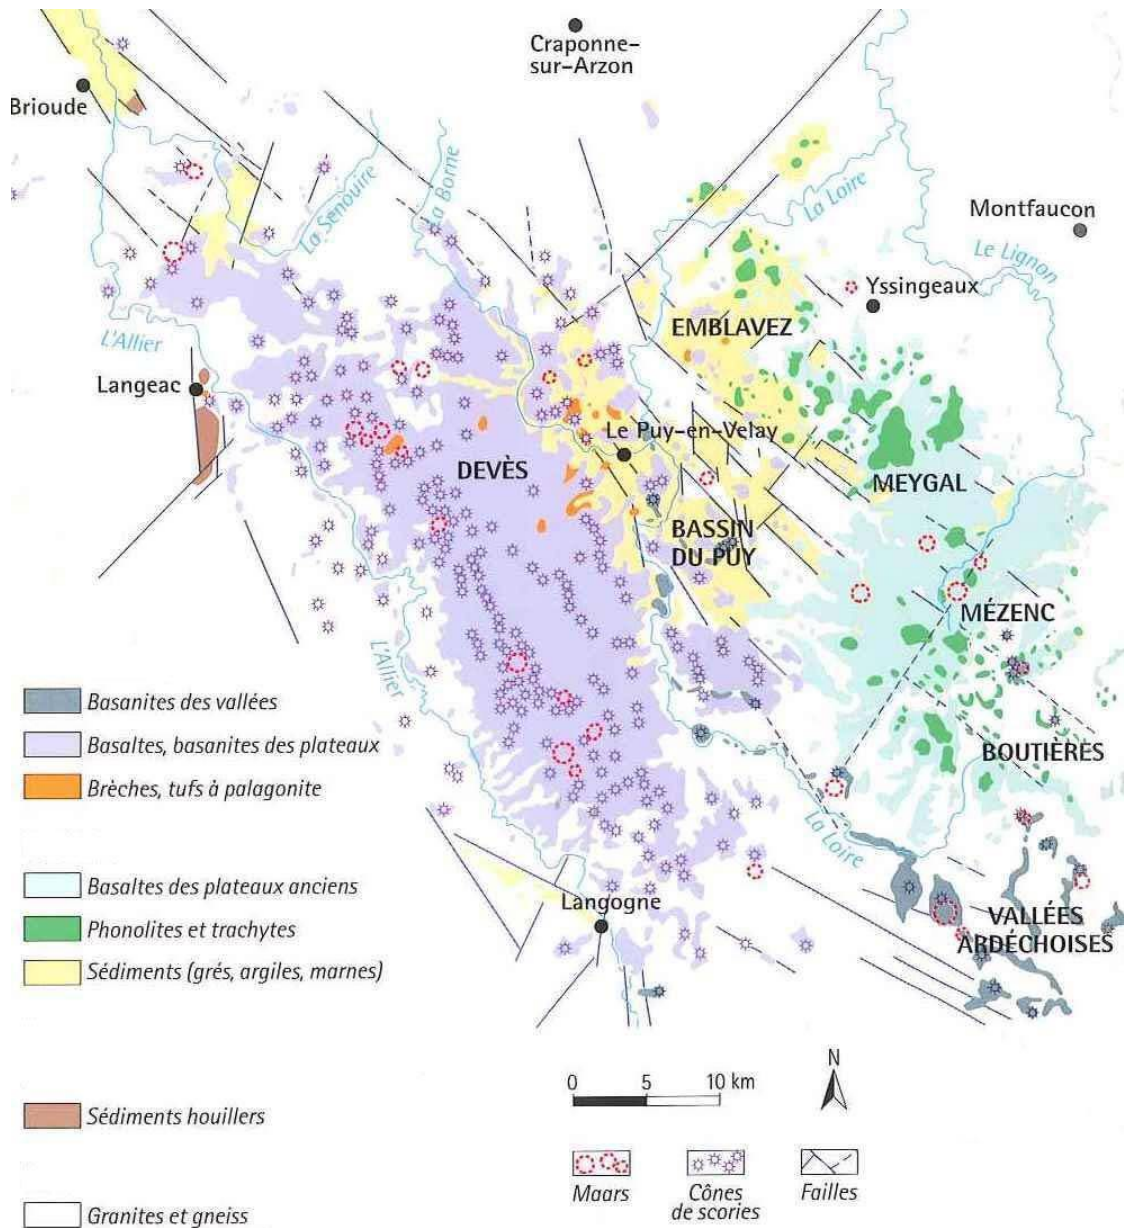 Craponne-
sur-Arzon
Brioude
La Borne
La Senouire
La Loire
Montfaucon
Le Lignon
Yssingeaux
EMBLAVEZ
L'Allier
Langeac
Le Puy-en-Velay
DEVÈS
MEYGAL
BASSIN
DU PUY
MÉZENC
L'Allier
BOUTIÈRES
La Loire
Langogne
VALLÉES
ARDÉCHOISES
Basanites des vallées
Basaltes, basanites des plateaux
Brèches, tufs à palagonite
Basaltes des plateaux anciens
Phonolites et trachytes
Sédiments (grés, argiles, marnes)
Sédiments houillers
Granites et gneiss
0 5 10 km
N
Maars
Cônes
de scories
Failles